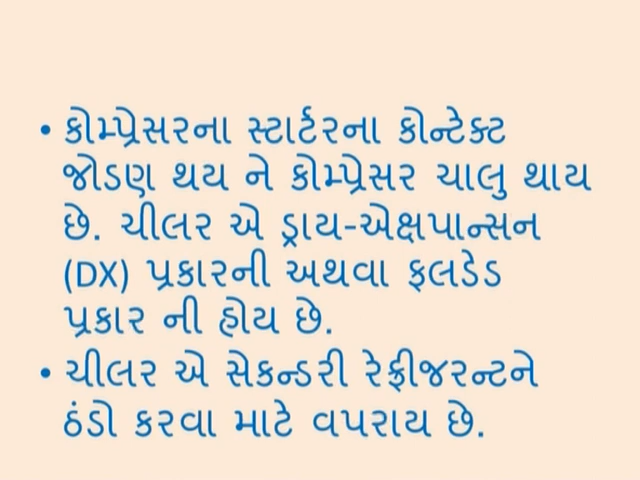 • કોમ્પ્રેસરના સ્ટાર્ટરના કોન્ટેક્ટ
જોડણ થય ને કોમ્પ્રેસર ચાલુ થાય
છે. ચીલર એ ડ્રાય-એક્ષપાન્સન
(DX) પ્રકારની અથવા ફલડેડ
પ્રકાર ની હોય છે.
• ચીલર એ સેકન્ડરી રેફ્રીજરન્ટને
ઠંડો કરવા માટે વપરાય છે.